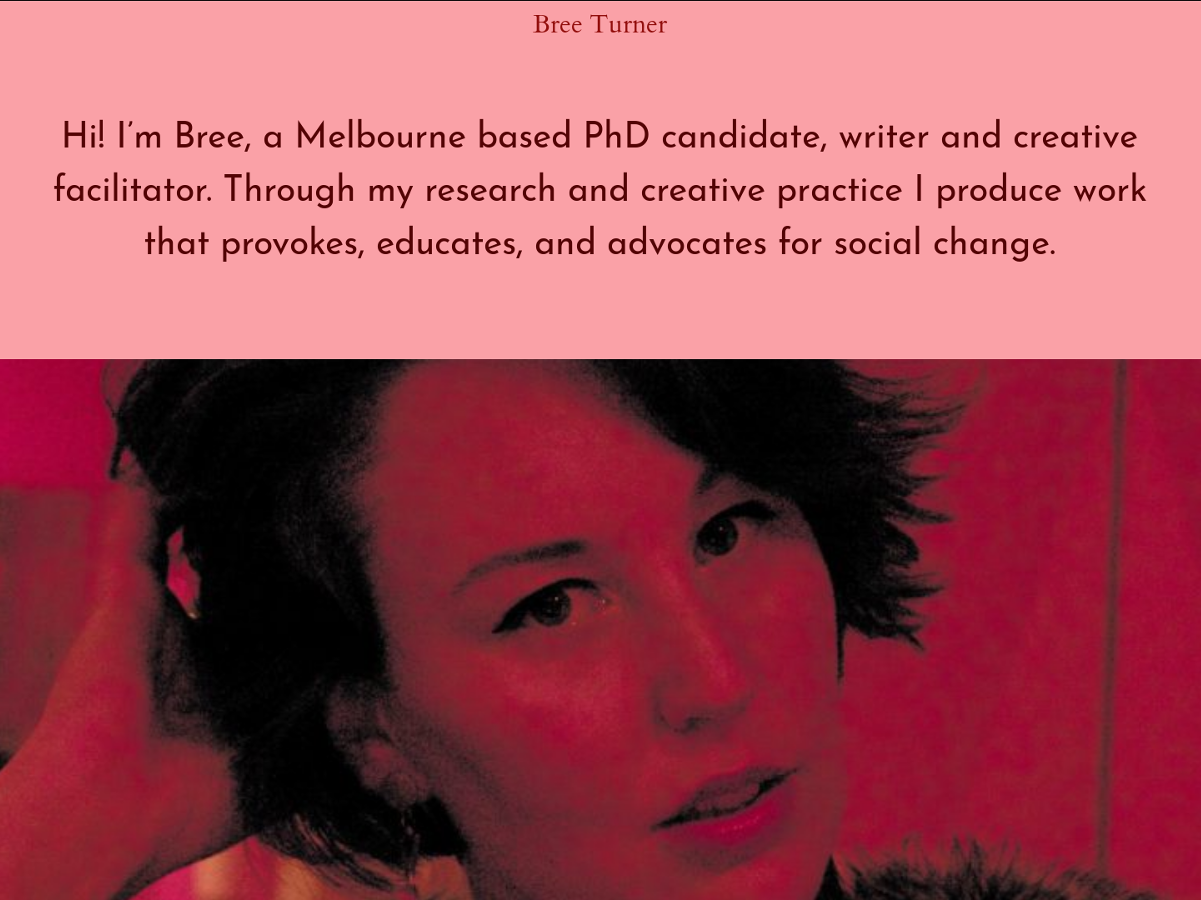 Bree Turner
Hi! I’m Bree, a Melbourne based PhD candidate, writer and creative
facilitator. Through my research and creative practice I produce work
that provokes, educates, and advocates for social change.